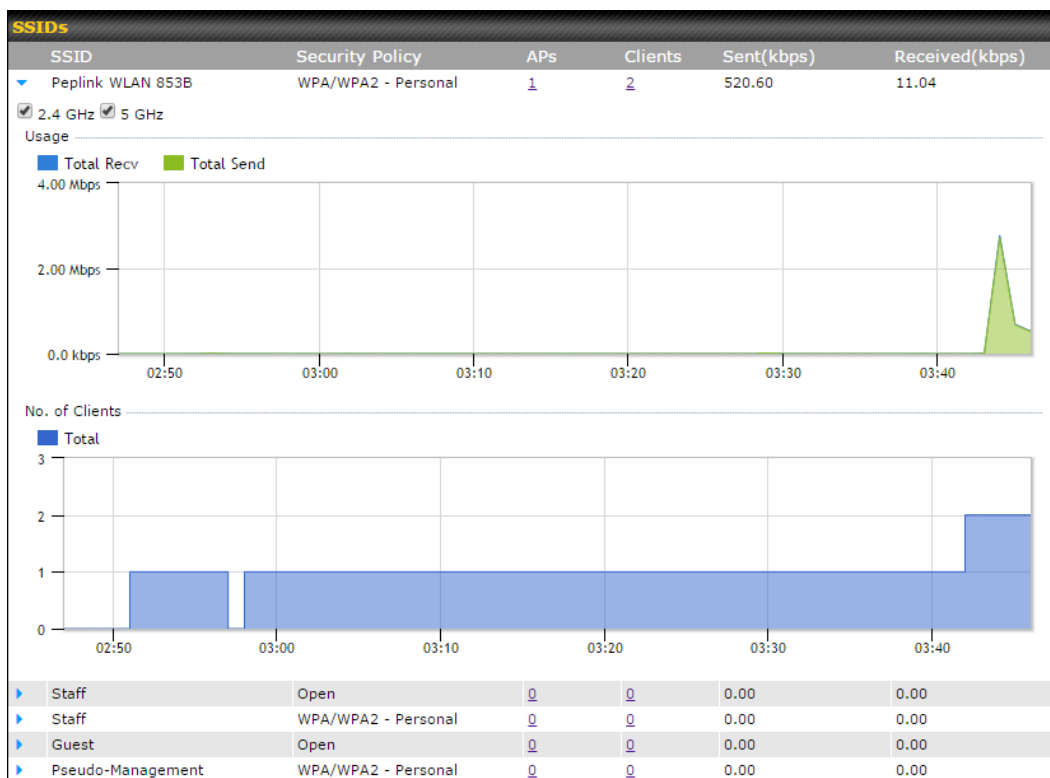 SSIDs
SSID Security Policy APs Clients Sent(kbps) Received(kbps)
Peplink WLAN 853B WPA/WPA2 - Personal 1 2 520.60 11.04
2.4 GHz 5 GHz
Usage
Total Recv Total Send
4.00 Mbps
2.00 Mbps
0.0 kbps
02:50 03:00 03:10 03:20 03:30 03:40
No. of Clients
Total
3
2
1
0
02:50 03:00 03:10 03:20 03:30 03:40
Staff Open 0 0 0.00 0.00
Staff WPA/WPA2 - Personal 0 0 0.00 0.00
Guest Open 0 0 0.00 0.00
Pseudo-Management WPA/WPA2 - Personal 0 0 0.00 0.00